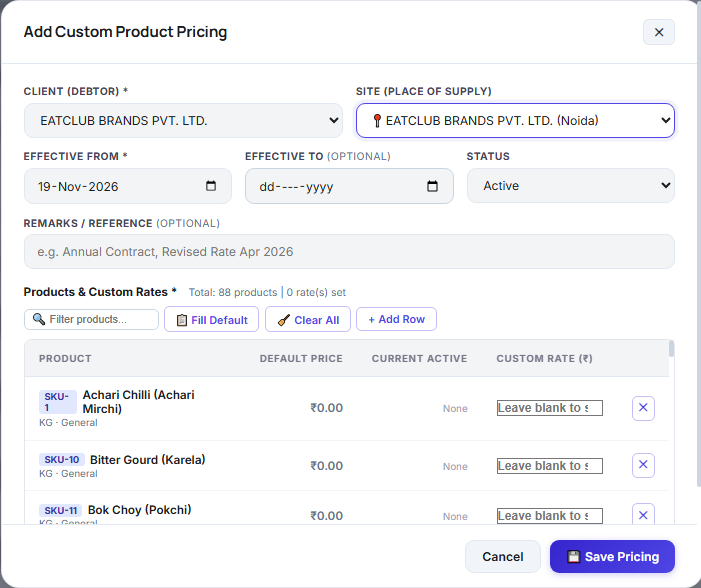 Add Custom Product Pricing
CLIENT (DEBTOR) * SITE (PLACE OF SUPPLY)
EATCLUB BRANDS PVT. LTD. EATCLUB BRANDS PVT. LTD. (Noida)
EFFECTIVE FROM * EFFECTIVE TO (OPTIONAL) STATUS
19-Nov-2026 dd----yyyy Active
REMARKS / REFERENCE (OPTIONAL)
e.g. Annual Contract, Revised Rate Apr 2026
Products & Custom Rates * Total: 88 products | 0 rate(s) set
Filter products... Fill Default Clear All + Add Row
PRODUCT DEFAULT PRICE CURRENT ACTIVE CUSTOM RATE (₹)
SKU-1 Achari Chilli (Achari
Mirchi) ₹0.00 None Leave blank to s
KG · General
SKU-10 Bitter Gourd (Karela) ₹0.00 None Leave blank to s
KG · General
SKU-11 Bok Choy (Pokchi) ₹0.00 None Leave blank to s
KG · General
Cancel Save Pricing